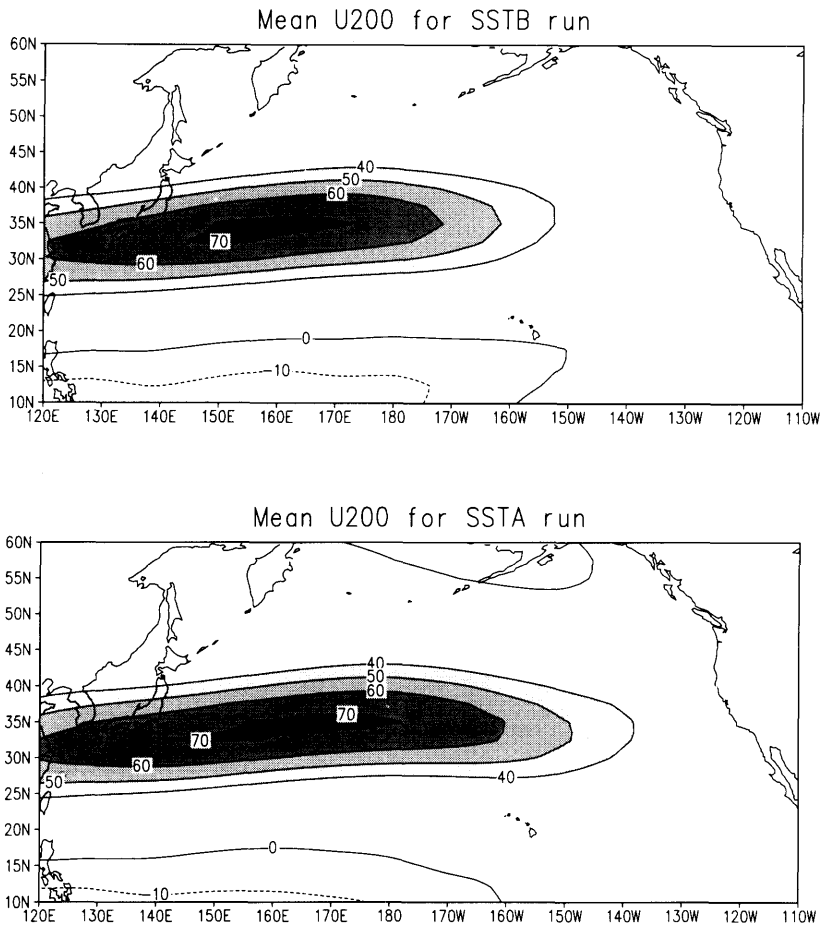 Mean U200 for SSTB run
60N
55N
50N
45N
40N
35N
30N
25N
20N
15N
10N
40
50
60
70
60
50
0
-10
120E 130E 140E 150E 160E 170E 180 170W 160W 150W 140W 130W 120W 110W
Mean U200 for SSTA run
60N
55N
50N
45N
40N
35N
30N
25N
20N
15N
10N
40
50
60
70
70
60
50
40
0
-10
120E 130E 140E 150E 160E 170E 180 170W 160W 150W 140W 130W 120W 110W